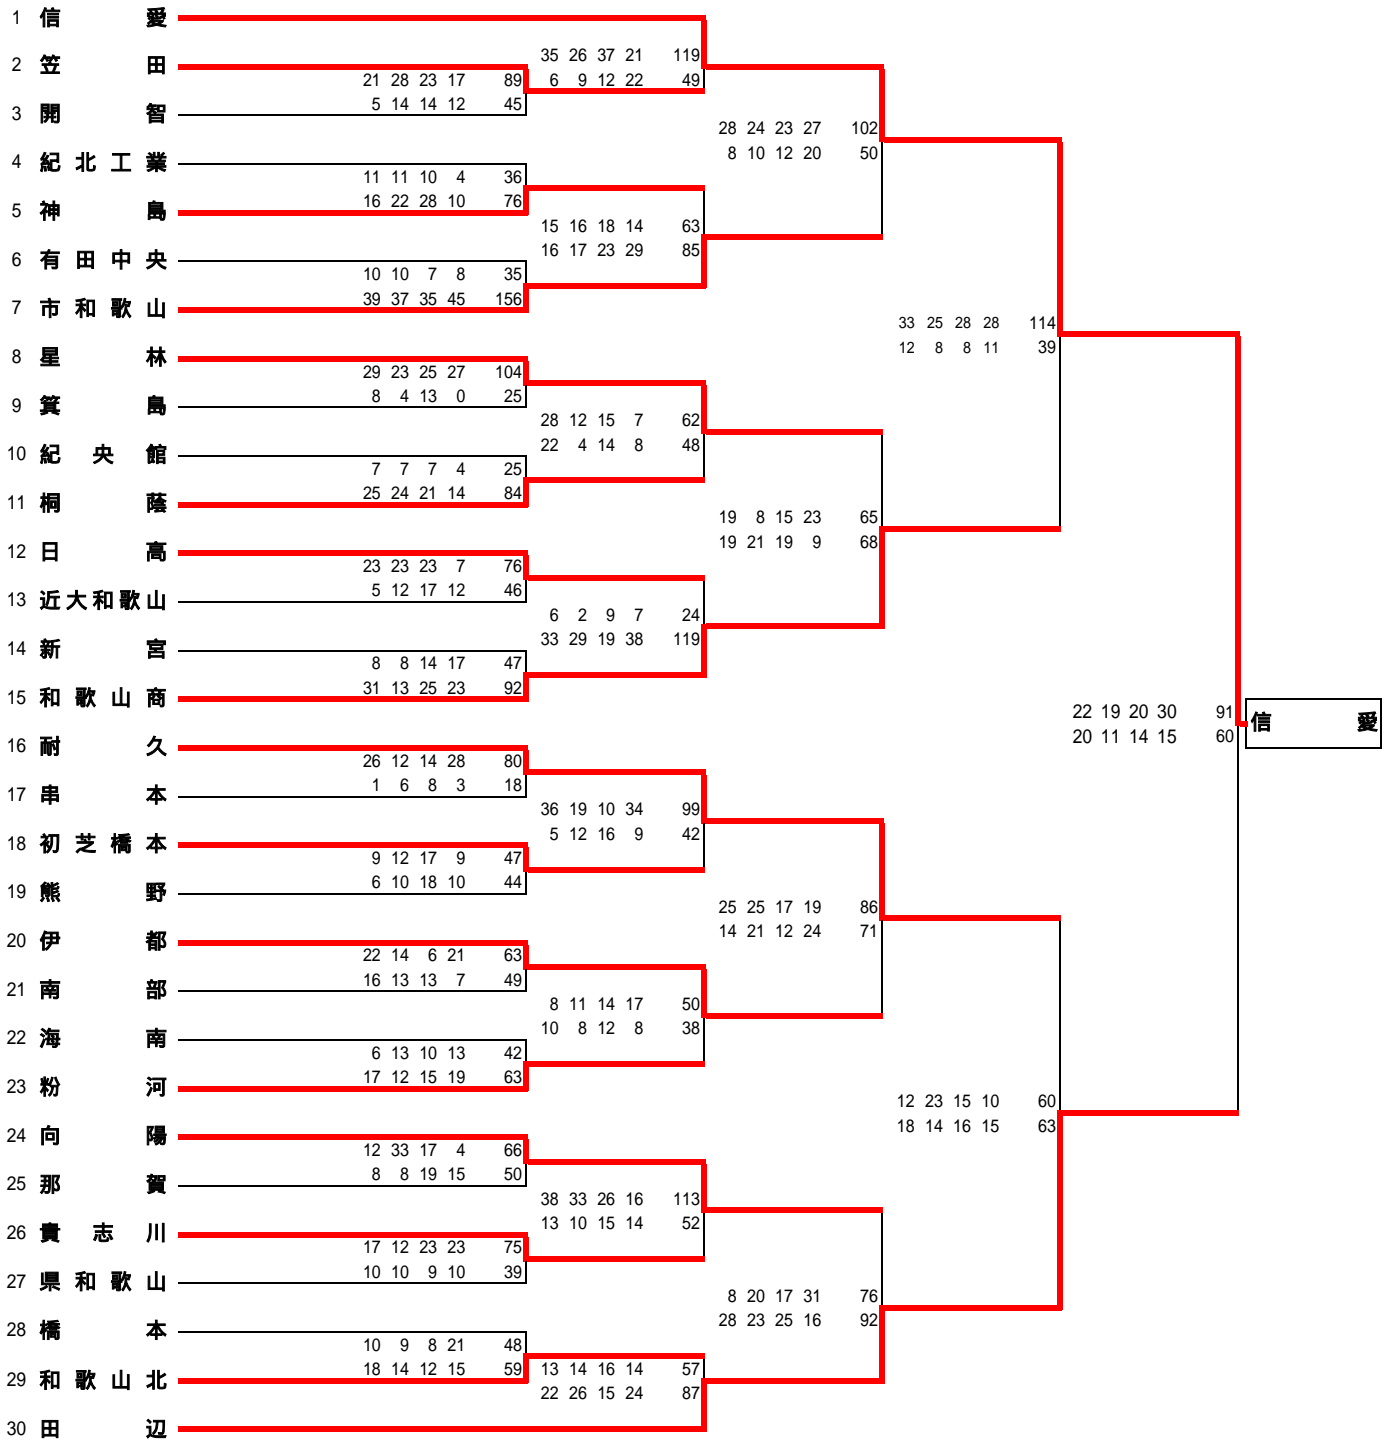 1 信愛
35 26 37 21 119
2 笠田
21 28 23 17 89
6 9 12 22 49
5 14 14 12 45
3 開智
28 24 23 27 102
8 10 12 20 50
4 紀北工業
11 11 10 4 36
16 22 28 10 76
5 神島
15 16 18 14 63
16 17 23 29 85
6 有田中央
10 10 7 8 35
39 37 35 45 156
7 市和歌山
33 25 28 28 114
12 8 8 11 39
8 星林
29 23 25 27 104
8 4 13 0 25
9 箕島
28 12 15 7 62
22 4 14 8 48
10 紀央館
7 7 7 4 25
25 24 21 14 84
11 桐蔭
19 8 15 23 65
19 21 19 9 68
12 日高
23 23 23 7 76
5 12 17 12 46
13 近大和歌山
6 2 9 7 24
33 29 19 38 119
14 新宮
8 8 14 17 47
31 13 25 23 92
15 和歌山商
22 19 20 30 91
20 11 14 15 60
信愛
16 耐久
26 12 14 28 80
1 6 8 3 18
17 串本
36 19 10 34 99
5 12 16 9 42
18 初芝橋本
9 12 17 9 47
6 10 18 10 44
19 熊野
25 25 17 19 86
14 21 12 24 71
20 伊都
22 14 6 21 63
16 13 13 7 49
21 南部
8 11 14 17 50
10 8 12 8 38
22 海南
6 13 10 13 42
17 12 15 19 63
23 粉河
12 23 15 10 60
18 14 16 15 63
24 向陽
12 33 17 4 66
8 8 19 15 50
25 那賀
38 33 26 16 113
13 10 15 14 52
26 貴志川
17 12 23 23 75
10 10 9 10 39
27 県和歌山
8 20 17 31 76
28 23 25 16 92
28 橋本
10 9 8 21 48
18 14 12 15 59
13 14 16 14 57
22 26 15 24 87
29 和歌山北
30 田辺